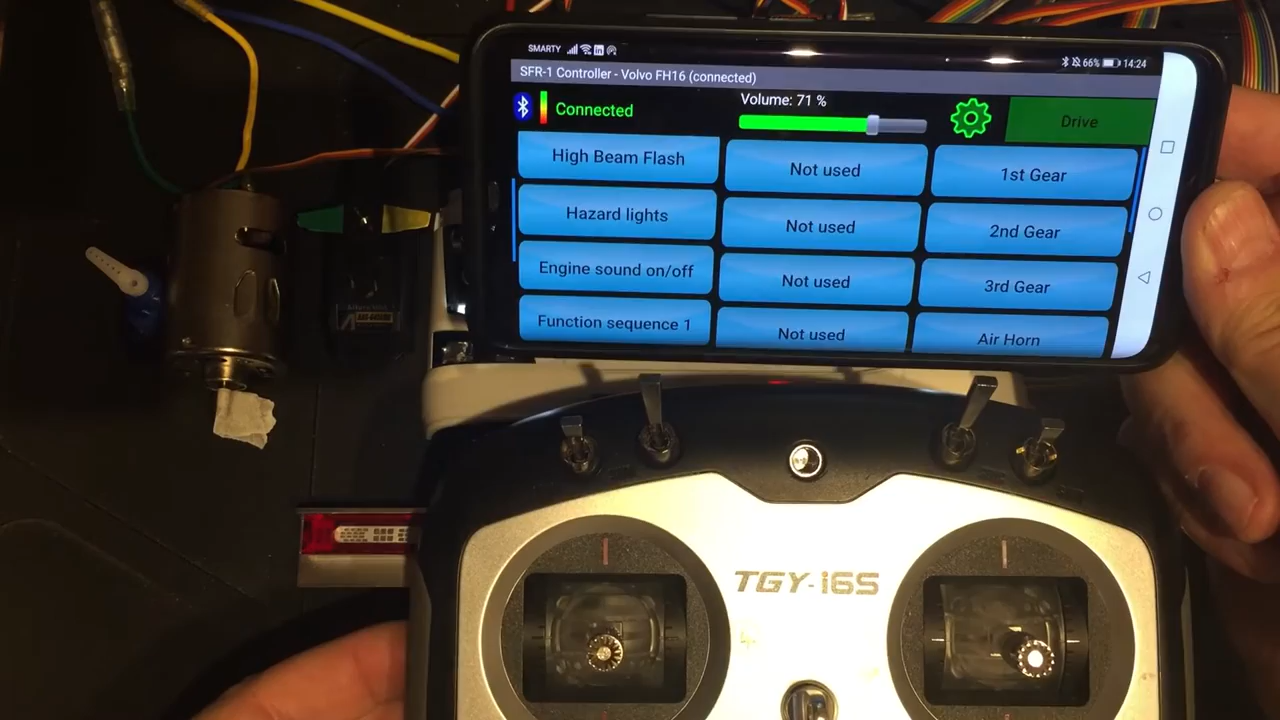 SMARTY
66% 14:24
SFR-1 Controller - Volvo FH16 (connected)
Connected
Volume: 71 %
Drive
High Beam Flash
Not used
1st Gear
Hazard lights
Not used
2nd Gear
Engine sound on/off
Not used
3rd Gear
Function sequence 1
Not used
Air Horn
TGY-i6S